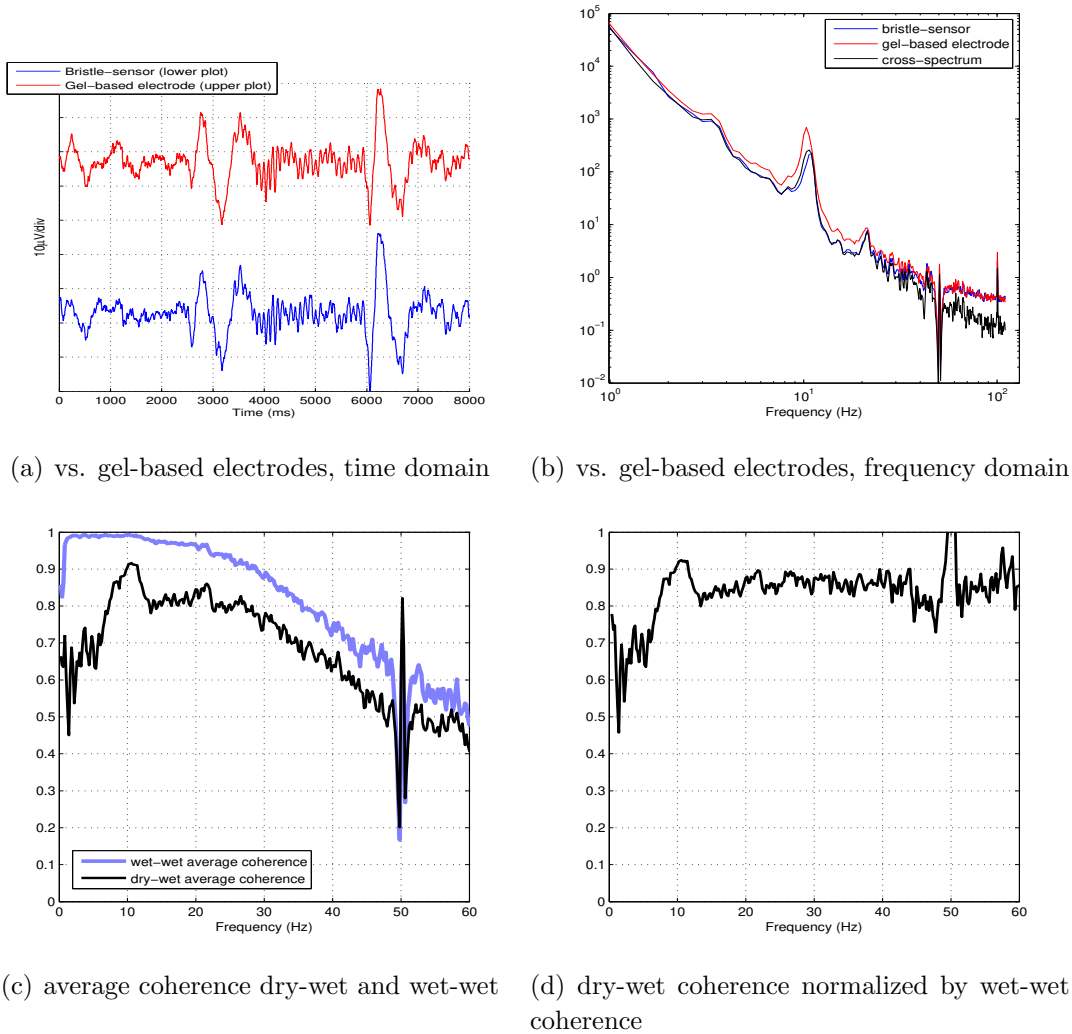 Bristle−sensor (lower plot)
Gel−based electrode (upper plot)
10μV/div
0 1000 2000 3000 4000 5000 6000 7000 8000
Time (ms)
(a) vs. gel-based electrodes, time domain
bristle−sensor
gel−based electrode
cross−spectrum
10^5
10^4
10^3
10^2
10^1
10^0
10^−1
10^−2
10^0 10^1 10^2
Frequency (Hz)
(b) vs. gel-based electrodes, frequency domain
1
0.9
0.8
0.7
0.6
0.5
0.4
0.3
0.2
0.1
0
wet−wet average coherence
dry−wet average coherence
0 10 20 30 40 50 60
Frequency (Hz)
(c) average coherence dry-wet and wet-wet
1
0.9
0.8
0.7
0.6
0.5
0.4
0.3
0.2
0.1
0
0 10 20 30 40 50 60
Frequency (Hz)
(d) dry-wet coherence normalized by wet-wet
coherence